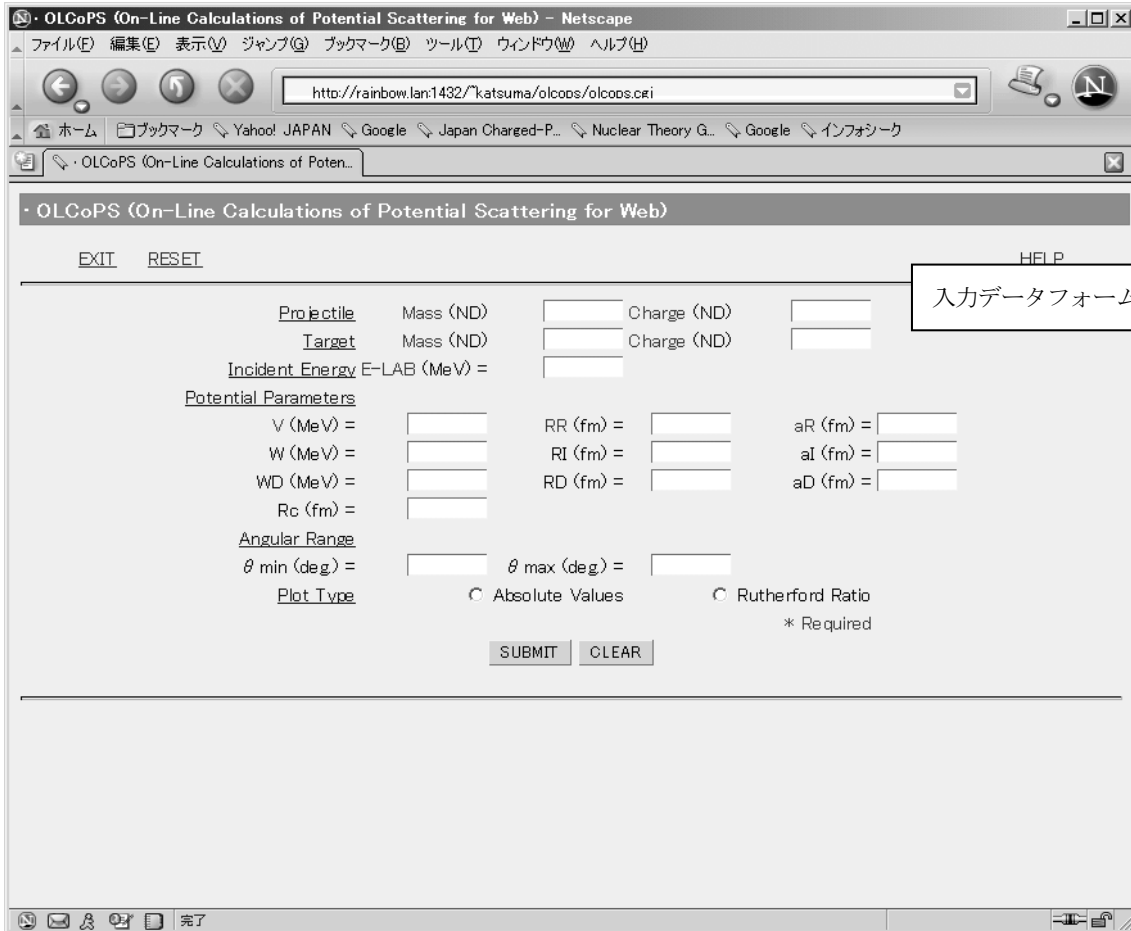 · OLCoPS (On-Line Calculations of Potential Scattering for Web) - Netscape
ファイル(F) 編集(E) 表示(V) ジャンプ(G) ブックマーク(B) ツール(T) ウィンドウ(W) ヘルプ(H)
http://rainbow.lan:1432/~katsuma/olcops/olcops.cgi
ホーム ブックマーク Yahoo! JAPAN Google Japan Charged-P... Nuclear Theory G... Google インフォシーク
· OLCoPS (On-Line Calculations of Poten...
· OLCoPS (On-Line Calculations of Potential Scattering for Web)
EXIT RESET HELP
入力データフォーム
Projectile Mass (ND) Charge (ND)
Target Mass (ND) Charge (ND)
Incident Energy E-LAB (MeV) =
Potential Parameters
V (MeV) = RR (fm) = aR (fm) =
W (MeV) = RI (fm) = aI (fm) =
WD (MeV) = RD (fm) = aD (fm) =
Rc (fm) =
Angular Range
θ min (deg.) = θ max (deg.) =
Plot Type Absolute Values Rutherford Ratio
* Required
SUBMIT CLEAR
完了